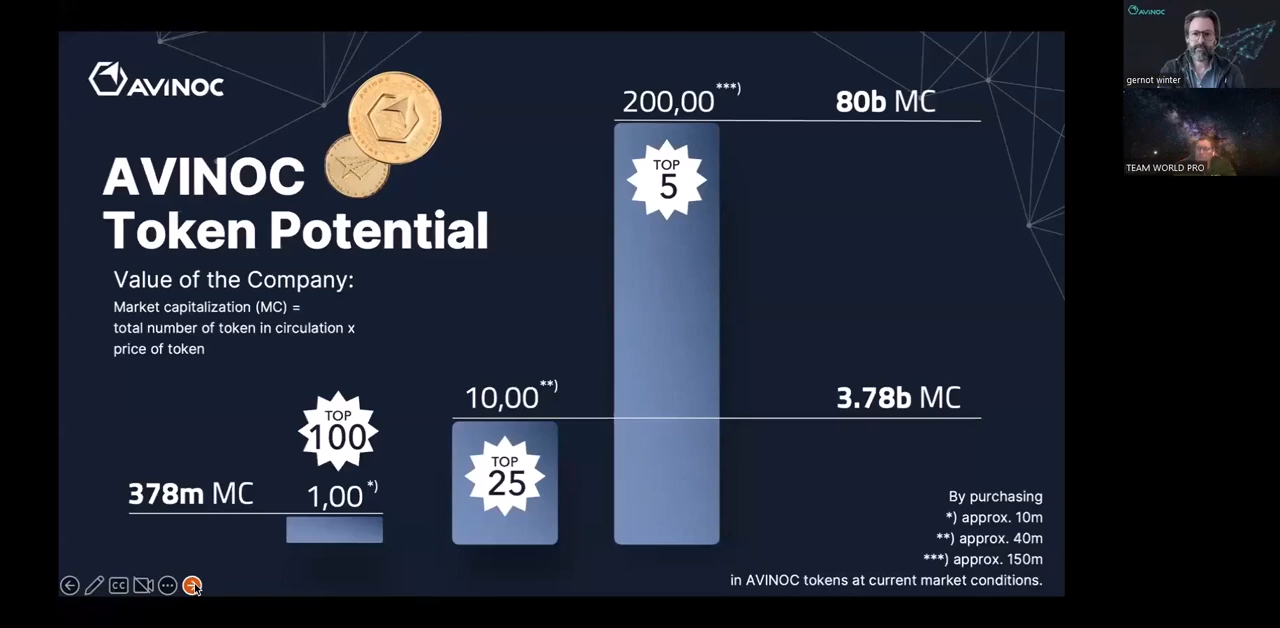 AVINOC
AVINOC
Token Potential
Value of the Company:
Market capitalization (MC) =
total number of token in circulation x
price of token
378m MC
TOP
100
1,00*)
10,00**)
TOP
25
200,00***)
TOP
5
80b MC
3.78b MC
By purchasing
*) approx. 10m
**) approx. 40m
***) approx. 150m
in AVINOC tokens at current market conditions.
CC
AVINOC
gernot winter
TEAM WORLD PRO